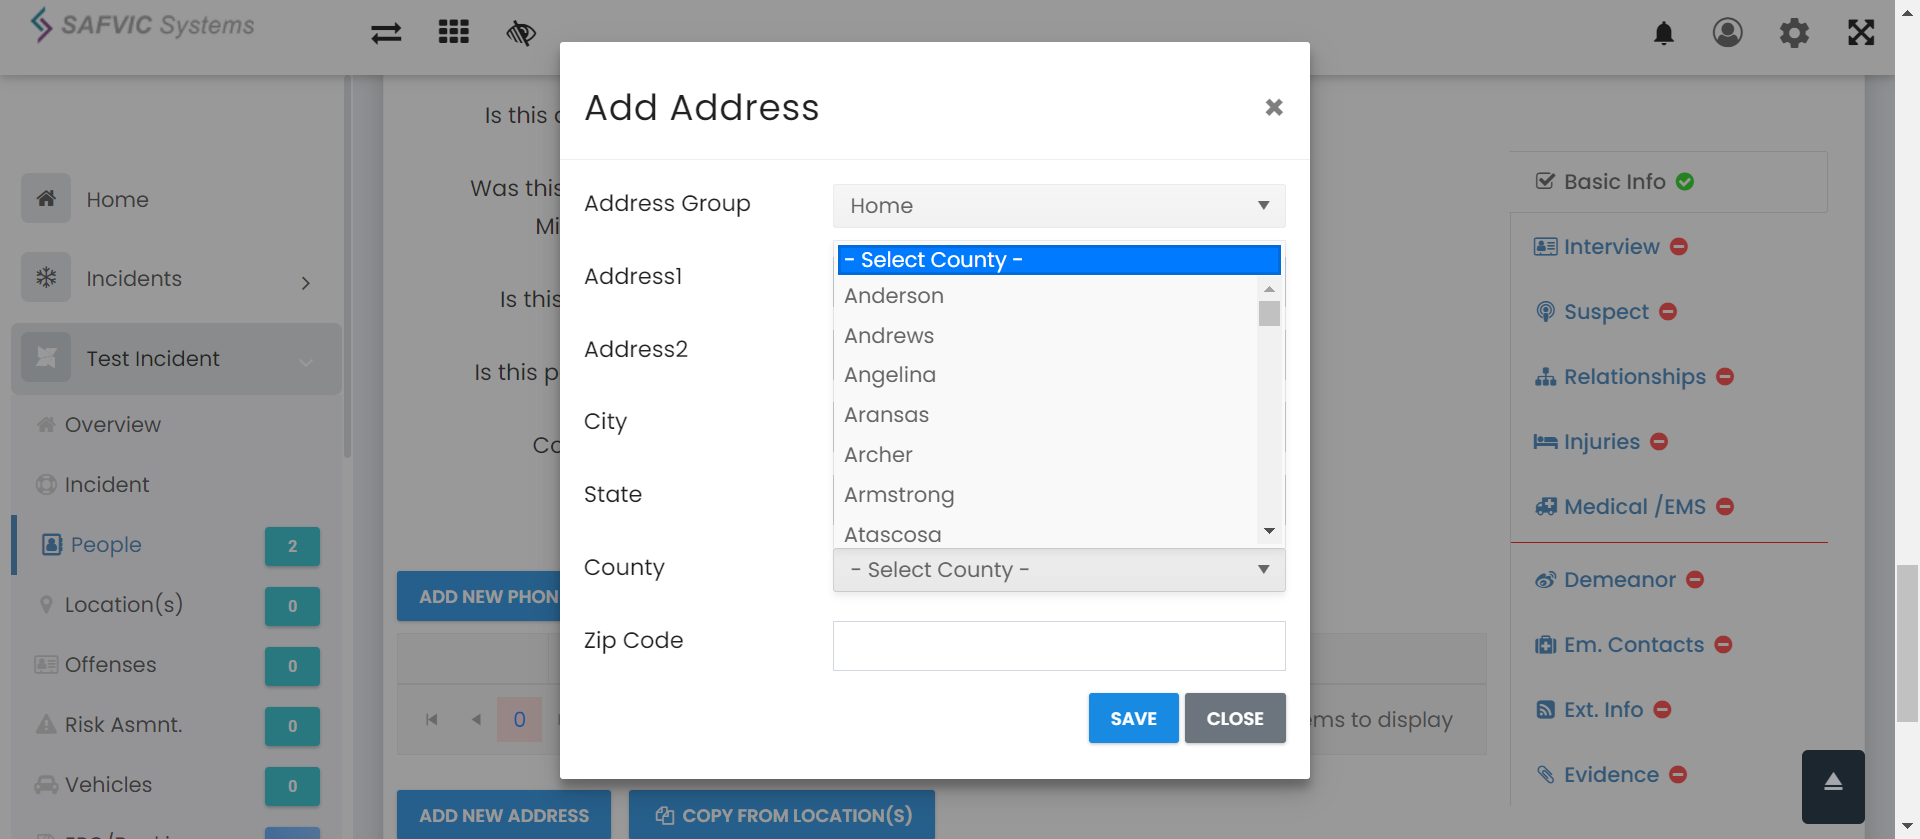 SAFVIC Systems
Home
Incidents
Test Incident
Overview
Incident
People 2
Location(s) 0
Offenses 0
Risk Asmnt. 0
Vehicles 0
Is this
Was this
Mi
Is this
Is this p
Co
ADD NEW PHON
0
ms to display
ADD NEW ADDRESS
COPY FROM LOCATION(S)
Add Address
Address Group Home
Address1
Address2
City
State
- Select County -
Anderson
Andrews
Angelina
Aransas
Archer
Armstrong
Atascosa
County - Select County -
Zip Code
SAVE CLOSE
Basic Info
Interview
Suspect
Relationships
Injuries
Medical /EMS
Demeanor
Em. Contacts
Ext. Info
Evidence